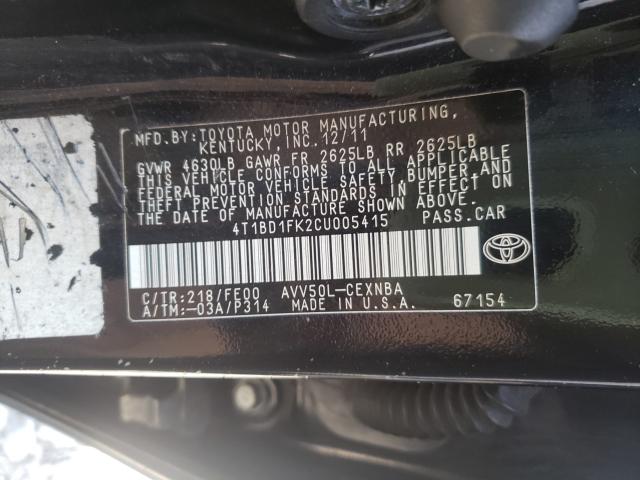 MFD.BY:TOYOTA MOTOR MANUFACTURING,
KENTUCKY, INC.12/11
GVWR 4630LB GAWR FR 2625LB RR 2625LB
THIS VEHICLE CONFORMS TO ALL APPLICABLE
FEDERAL MOTOR VEHICLE SAFETY,BUMPER,AND
THEFT PREVENTION STANDARDS IN EFFECT ON
THE DATE OF MANUFACTURE SHOWN ABOVE.
4T1BD1FK2CU005415 PASS.CAR
C/TR:218/FE00 AVV50L-CEXNBA
A/TM:-03A/P314 MADE IN U.S.A. 67154